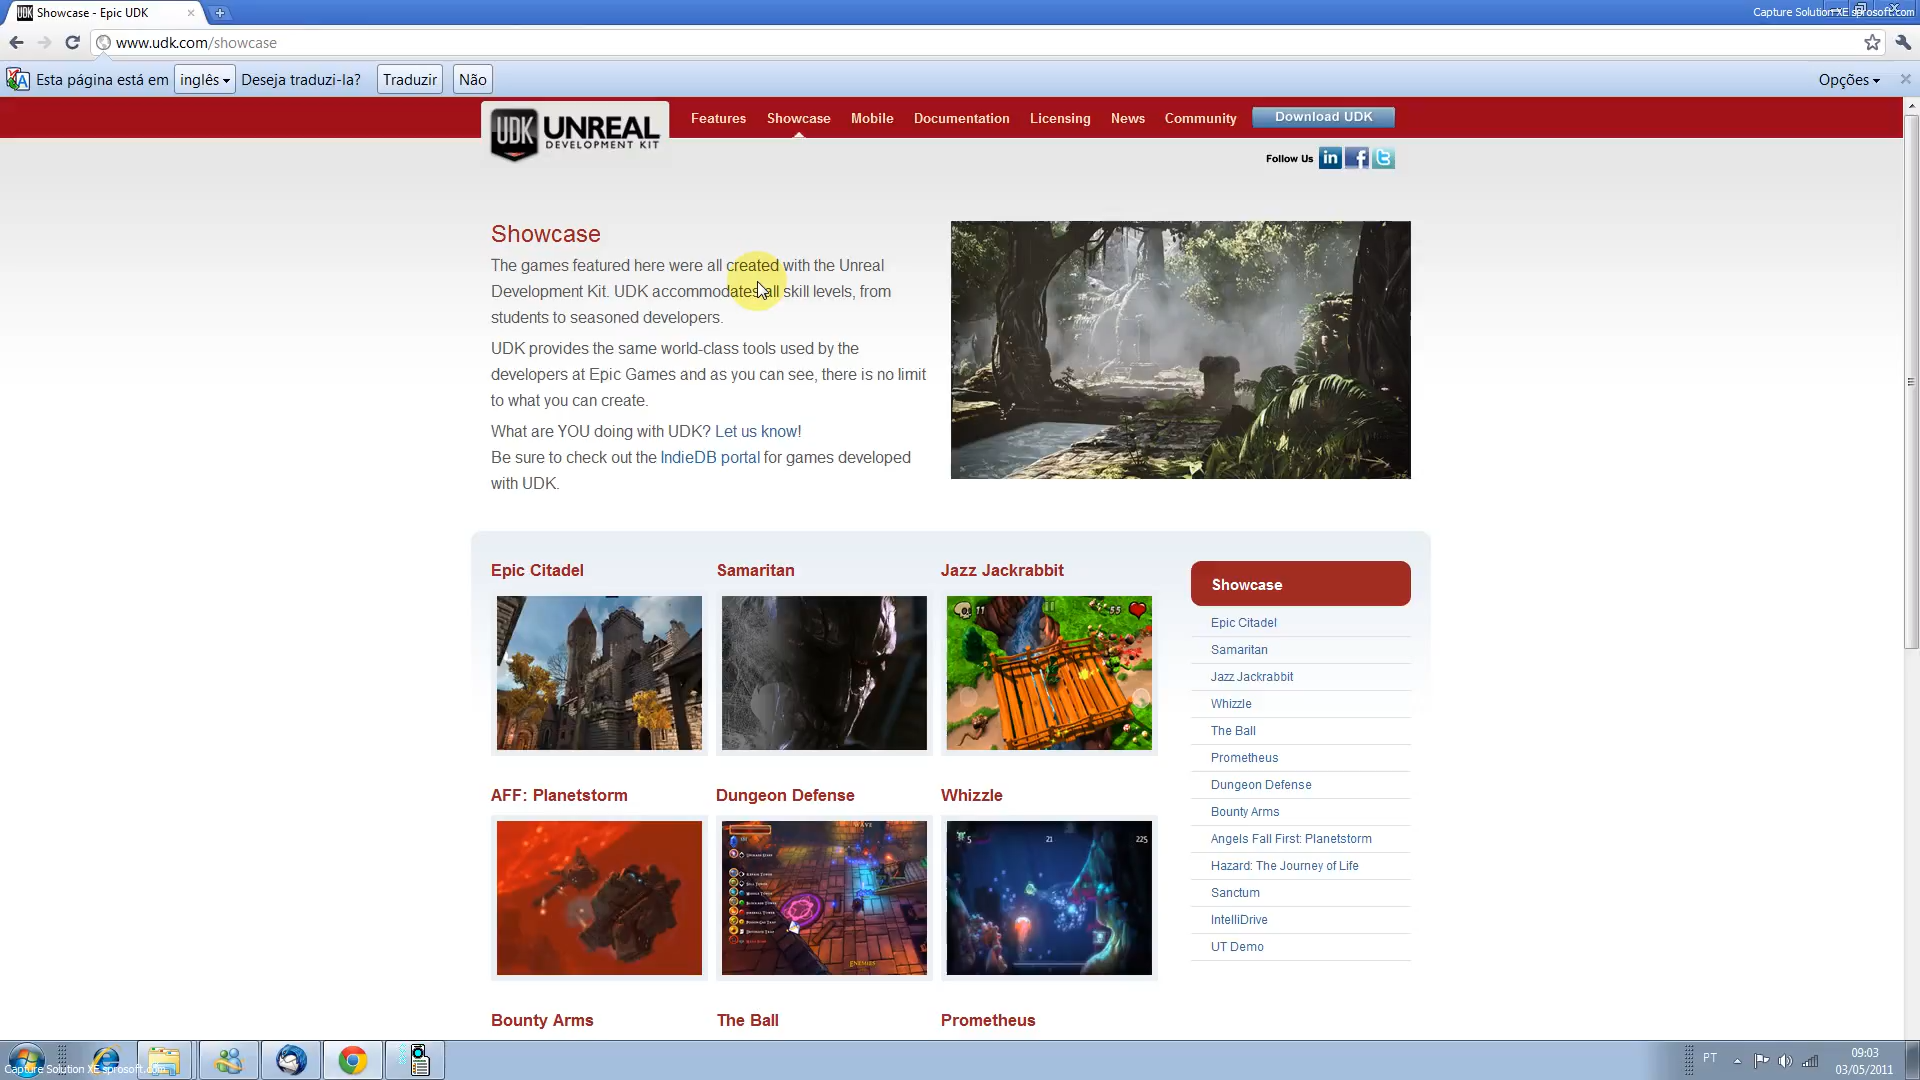 Showcase - Epic UDK
Capture Solution XE sprosoft.com
www.udk.com/showcase
Esta página está em inglês Deseja traduzi-la? Traduzir Não Opções
UDK UNREAL
DEVELOPMENT KIT
Features Showcase Mobile Documentation Licensing News Community Download UDK
Follow Us
Showcase
The games featured here were all created with the Unreal
Development Kit. UDK accommodates all skill levels, from
students to seasoned developers.
UDK provides the same world-class tools used by the
developers at Epic Games and as you can see, there is no limit
to what you can create.
What are YOU doing with UDK? Let us know!
Be sure to check out the IndieDB portal for games developed
with UDK.
Epic Citadel Samaritan Jazz Jackrabbit
11 55
AFF: Planetstorm Dungeon Defense Whizzle
WAVE
ENEMIES
5 21 225
Bounty Arms The Ball Prometheus
Showcase
Epic Citadel
Samaritan
Jazz Jackrabbit
Whizzle
The Ball
Prometheus
Dungeon Defense
Bounty Arms
Angels Fall First: Planetstorm
Hazard: The Journey of Life
Sanctum
IntelliDrive
UT Demo
Capture Solution XE sprosoft.com
PT
09:03
03/05/2011